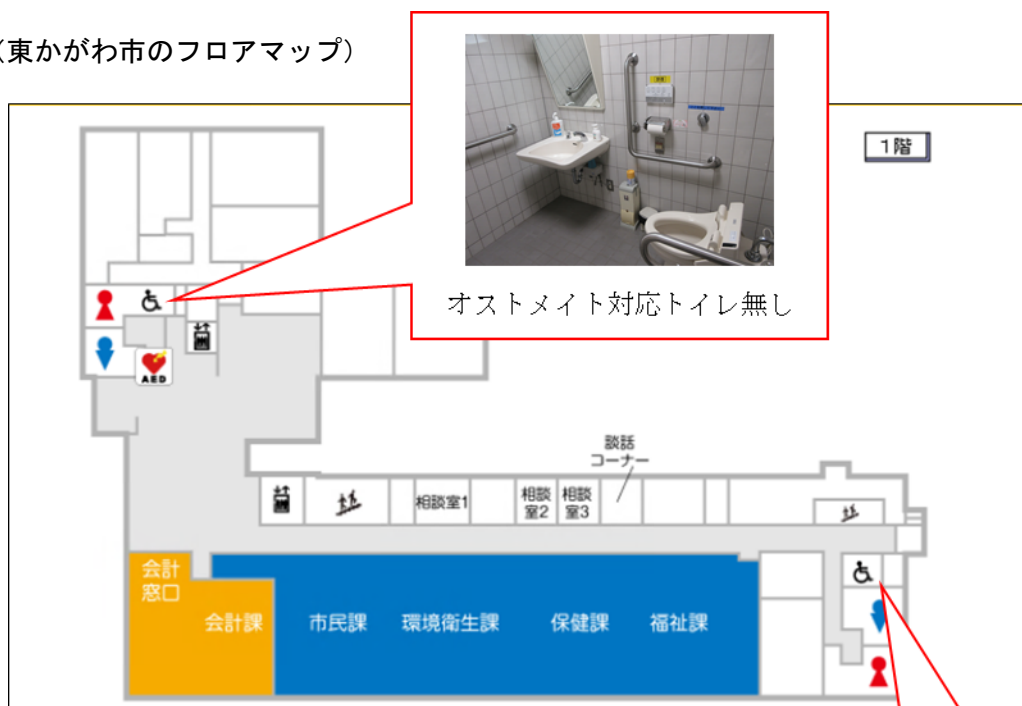 （東かがわ市のフロアマップ）
1階
オストメイト対応トイレ無し
AED
談話
コーナー
相談室1
相談
室2
相談
室3
会計
窓口
会計課
市民課
環境衛生課
保健課
福祉課